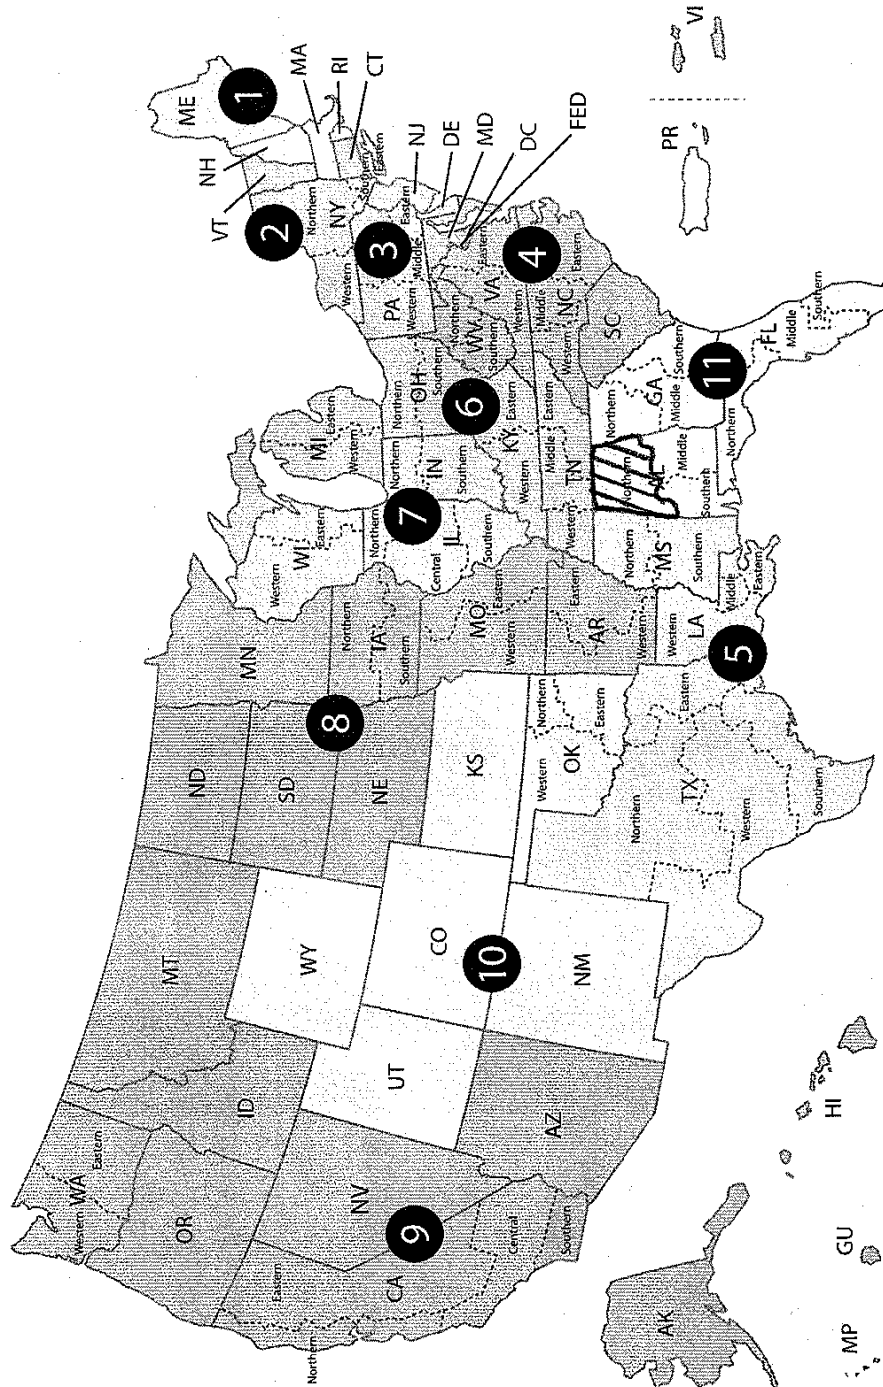 WA
Western
Eastern
OR
ID
MT
9
NV
CA
Northern
Eastern
Central
Southern
AZ
UT
WY
10
CO
NM
ND
SD
NE
8
MN
Northern
IA
Southern
KS
Western
MO
Eastern
Western
Northern
Eastern
OK
Eastern
AR
Western
Northern
Eastern
TX
Western
Southern
5
Western
LA
Middle
Eastern
Northern
MS
Southern
Western
WI
Eastern
7
Northern
Central
IL
Southern
Western
MI
Eastern
Northern
IN
Southern
Northern
OH
Southern
6
Western
KY
Eastern
Western
Middle
TN
Eastern
Northern
AL
Middle
Southern
Northern
GA
Middle
Southern
11
Northern
FL
Middle
Southern
SC
Western
NC
Middle
Eastern
4
Western
VA
Eastern
Northern
WV
Southern
Western
PA
Middle
Eastern
3
2
Western
Northern
NY
Southern
Eastern
VT
NH
ME
1
MA
RI
CT
NJ
DE
MD
DC
FED
PR
VI
AK
MP
GU
HI